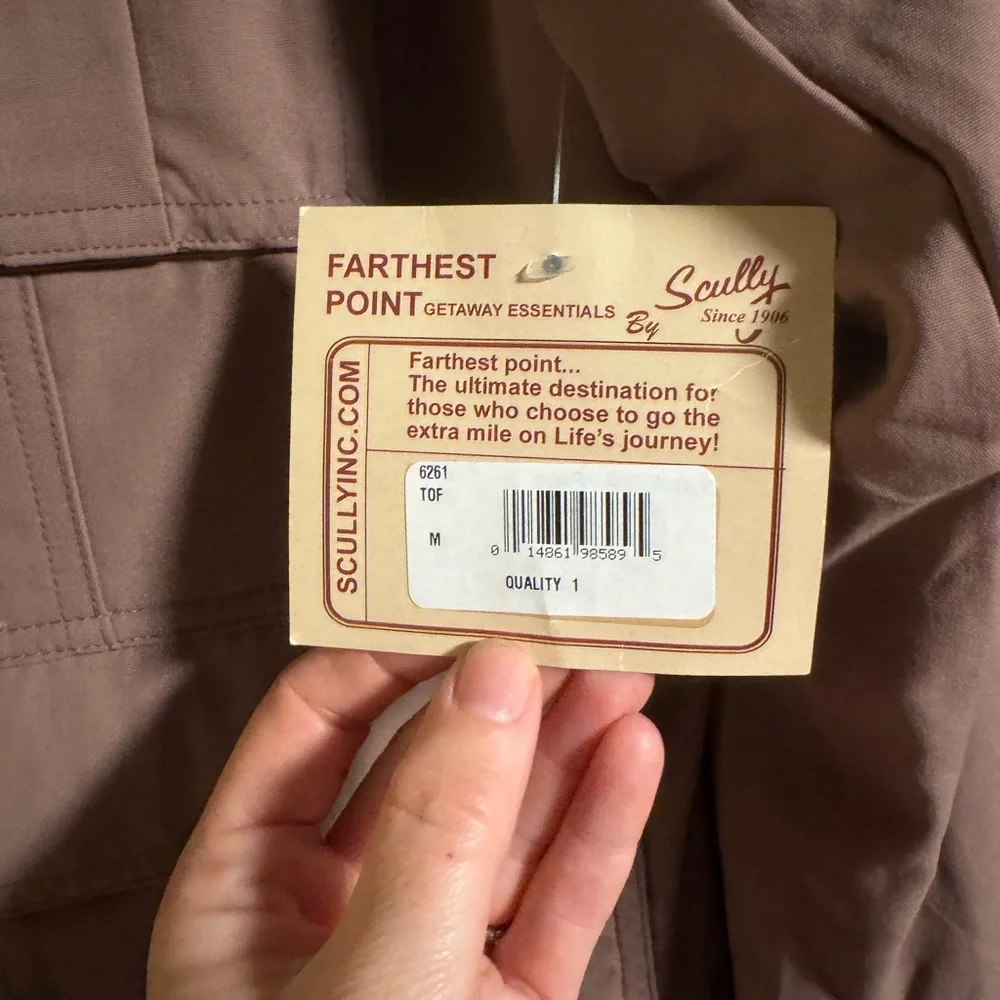 FARTHEST
POINT GETAWAY ESSENTIALS By Scully
Since 1906
SCULLYINC.COM
Farthest point...
The ultimate destination for
those who choose to go the
extra mile on Life's journey!
6261
TOF
M
0 14861 98589 5
QUALITY 1